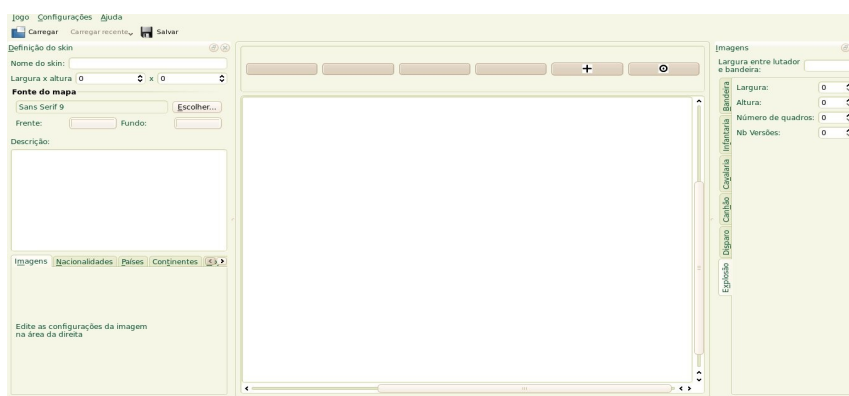 Jogo Configurações Ajuda
Carregar Carregar recente Salvar
Definição do skin
Nome do skin:
Largura x altura 0 x 0
Fonte do mapa
Sans Serif 9 Escolher...
Frente: Fundo:
Descrição:
Imagens Nacionalidades Países Continentes
Edite as configurações da imagem
na área da direita
Imagens
Largura entre lutador
e bandeira:
Bandeira
Infantaria
Cavalaria
Canhão
Disparo
Explosão
Largura: 0
Altura: 0
Número de quadros: 0
Nb Versões: 0